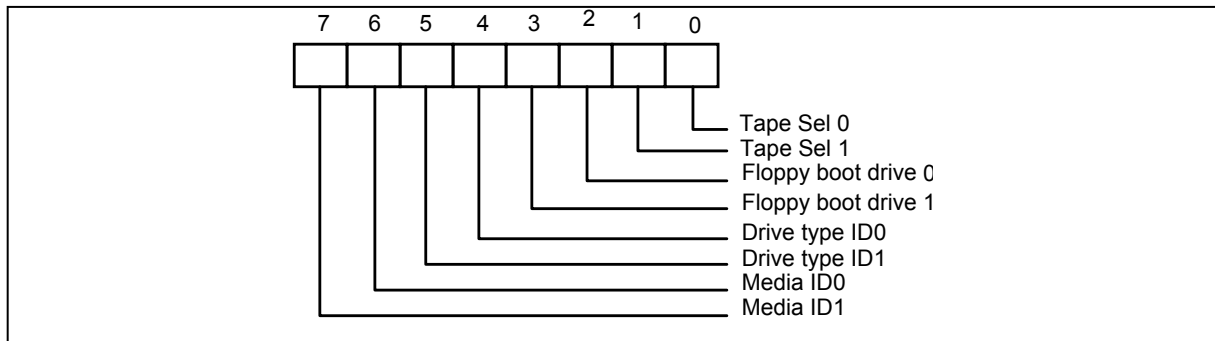 7 6 5 4 3 2 1 0
Tape Sel 0
Tape Sel 1
Floppy boot drive 0
Floppy boot drive 1
Drive type ID0
Drive type ID1
Media ID0
Media ID1